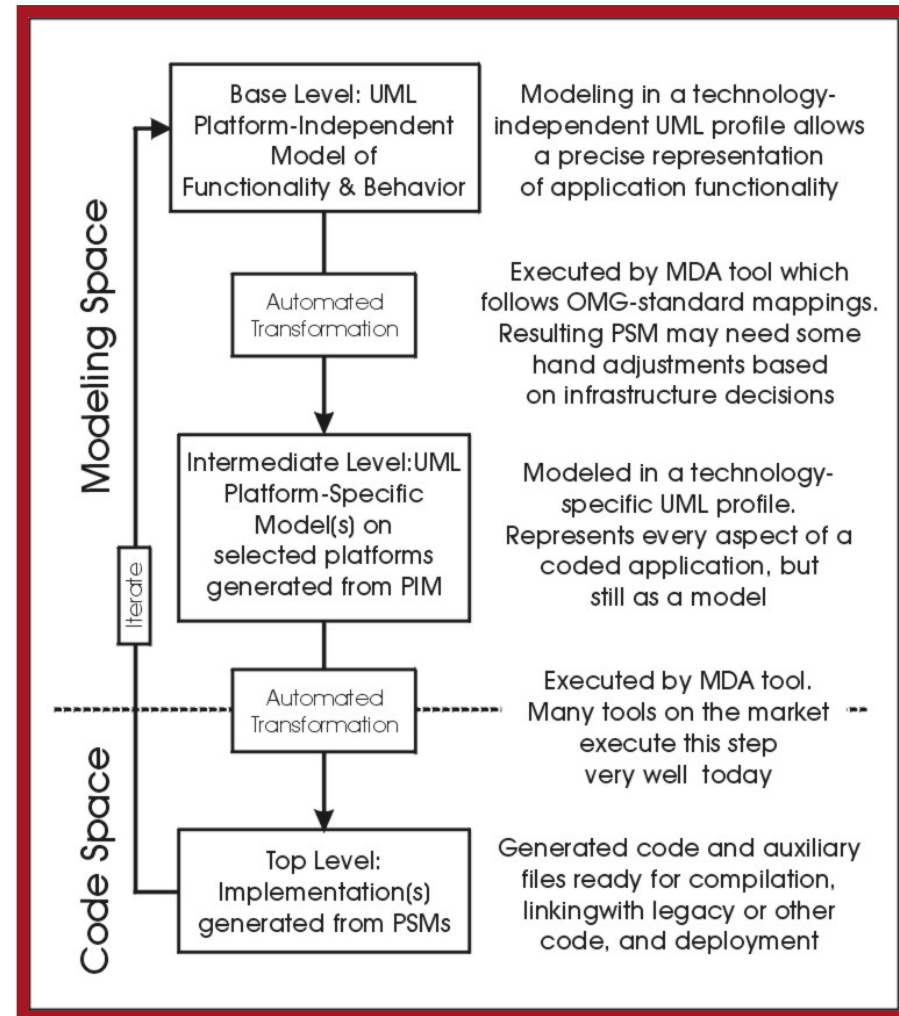 Base Level: UML
Platform-Independent
Model of
Functionality & Behavior
Modeling in a technology-
independent UML profile allows
a precise representation
of application functionality
Automated
Transformation
Executed by MDA tool which
follows OMG-standard mappings.
Resulting PSM may need some
hand adjustments based
on infrastructure decisions
Modeling Space
Intermediate Level:UML
Platform-Specific
Model(s) on
selected platforms
generated from PIM
Modeled in a technology-
specific UML profile.
Represents every aspect of a
coded application, but
still as a model
Iterate
Automated
Transformation
Executed by MDA tool.
Many tools on the market
execute this step
very well today
Code Space
Top Level:
Implementation(s)
generated from PSMs
Generated code and auxiliary
files ready for compilation,
linkingwith legacy or other
code, and deployment